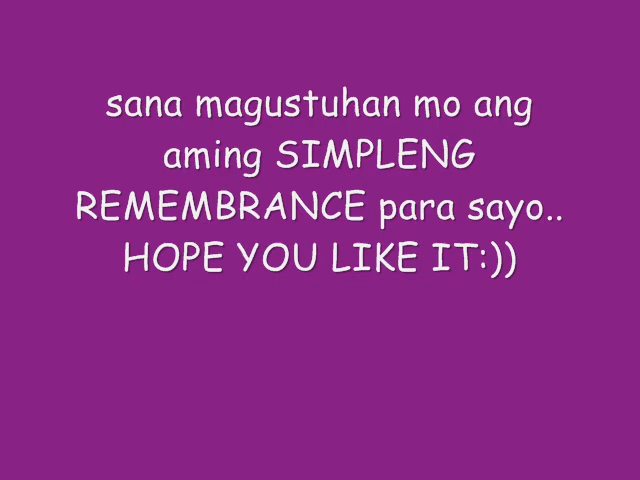 sana magustuhan mo ang
aming SIMPLENG
REMEMBRANCE para sayo..
HOPE YOU LIKE IT:))